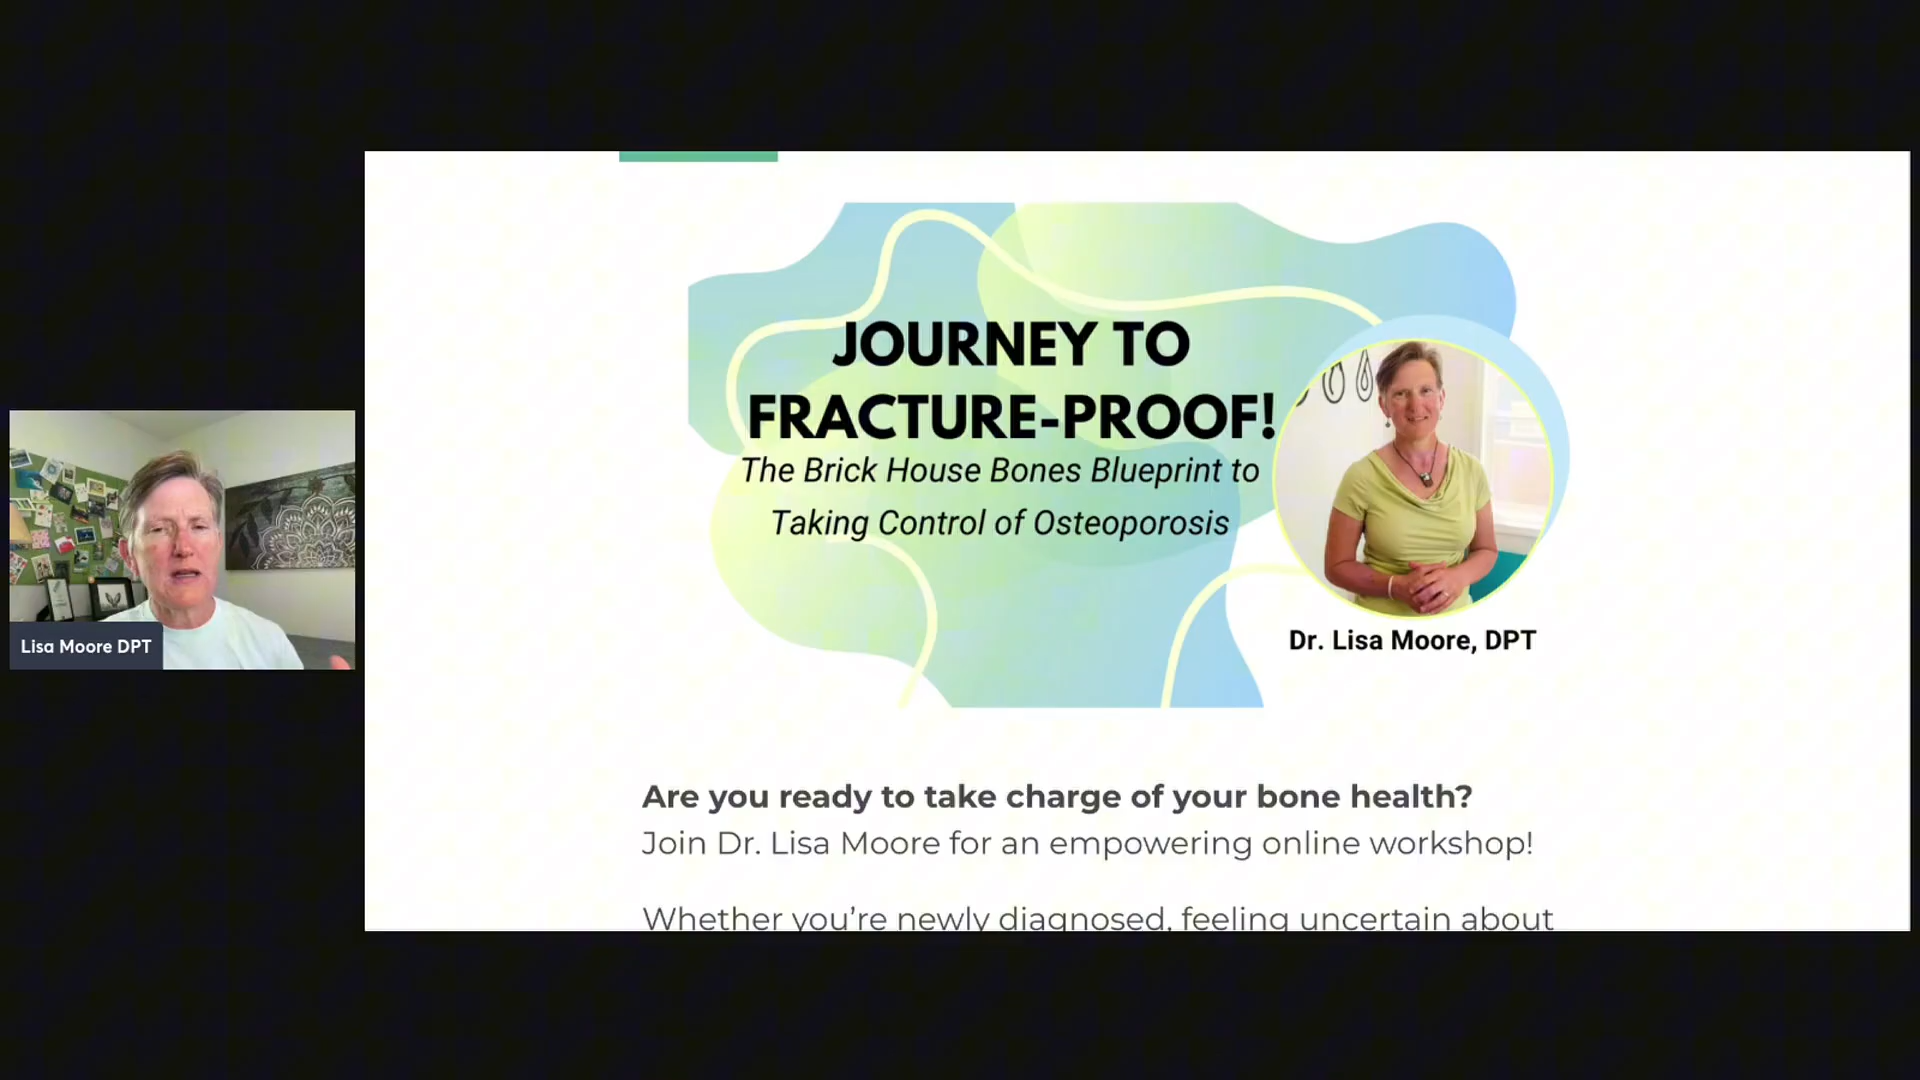 JOURNEY TO
FRACTURE-PROOF!
The Brick House Bones Blueprint to
Taking Control of Osteoporosis
Dr. Lisa Moore, DPT
Lisa Moore DPT
Are you ready to take charge of your bone health?
Join Dr. Lisa Moore for an empowering online workshop!
Whether you’re newly diagnosed, feeling uncertain about